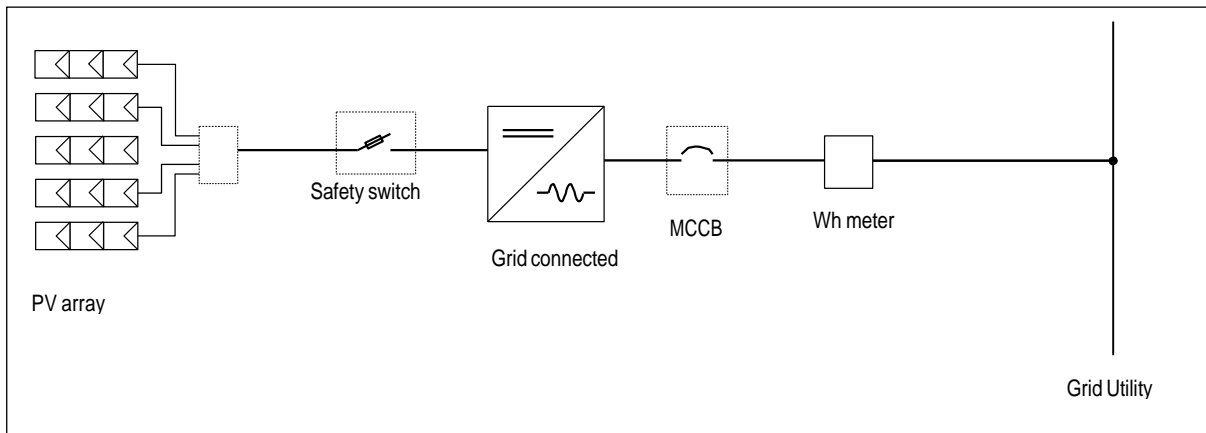 Safety switch
MCCB
Wh meter
Grid connected
PV array
Grid Utility